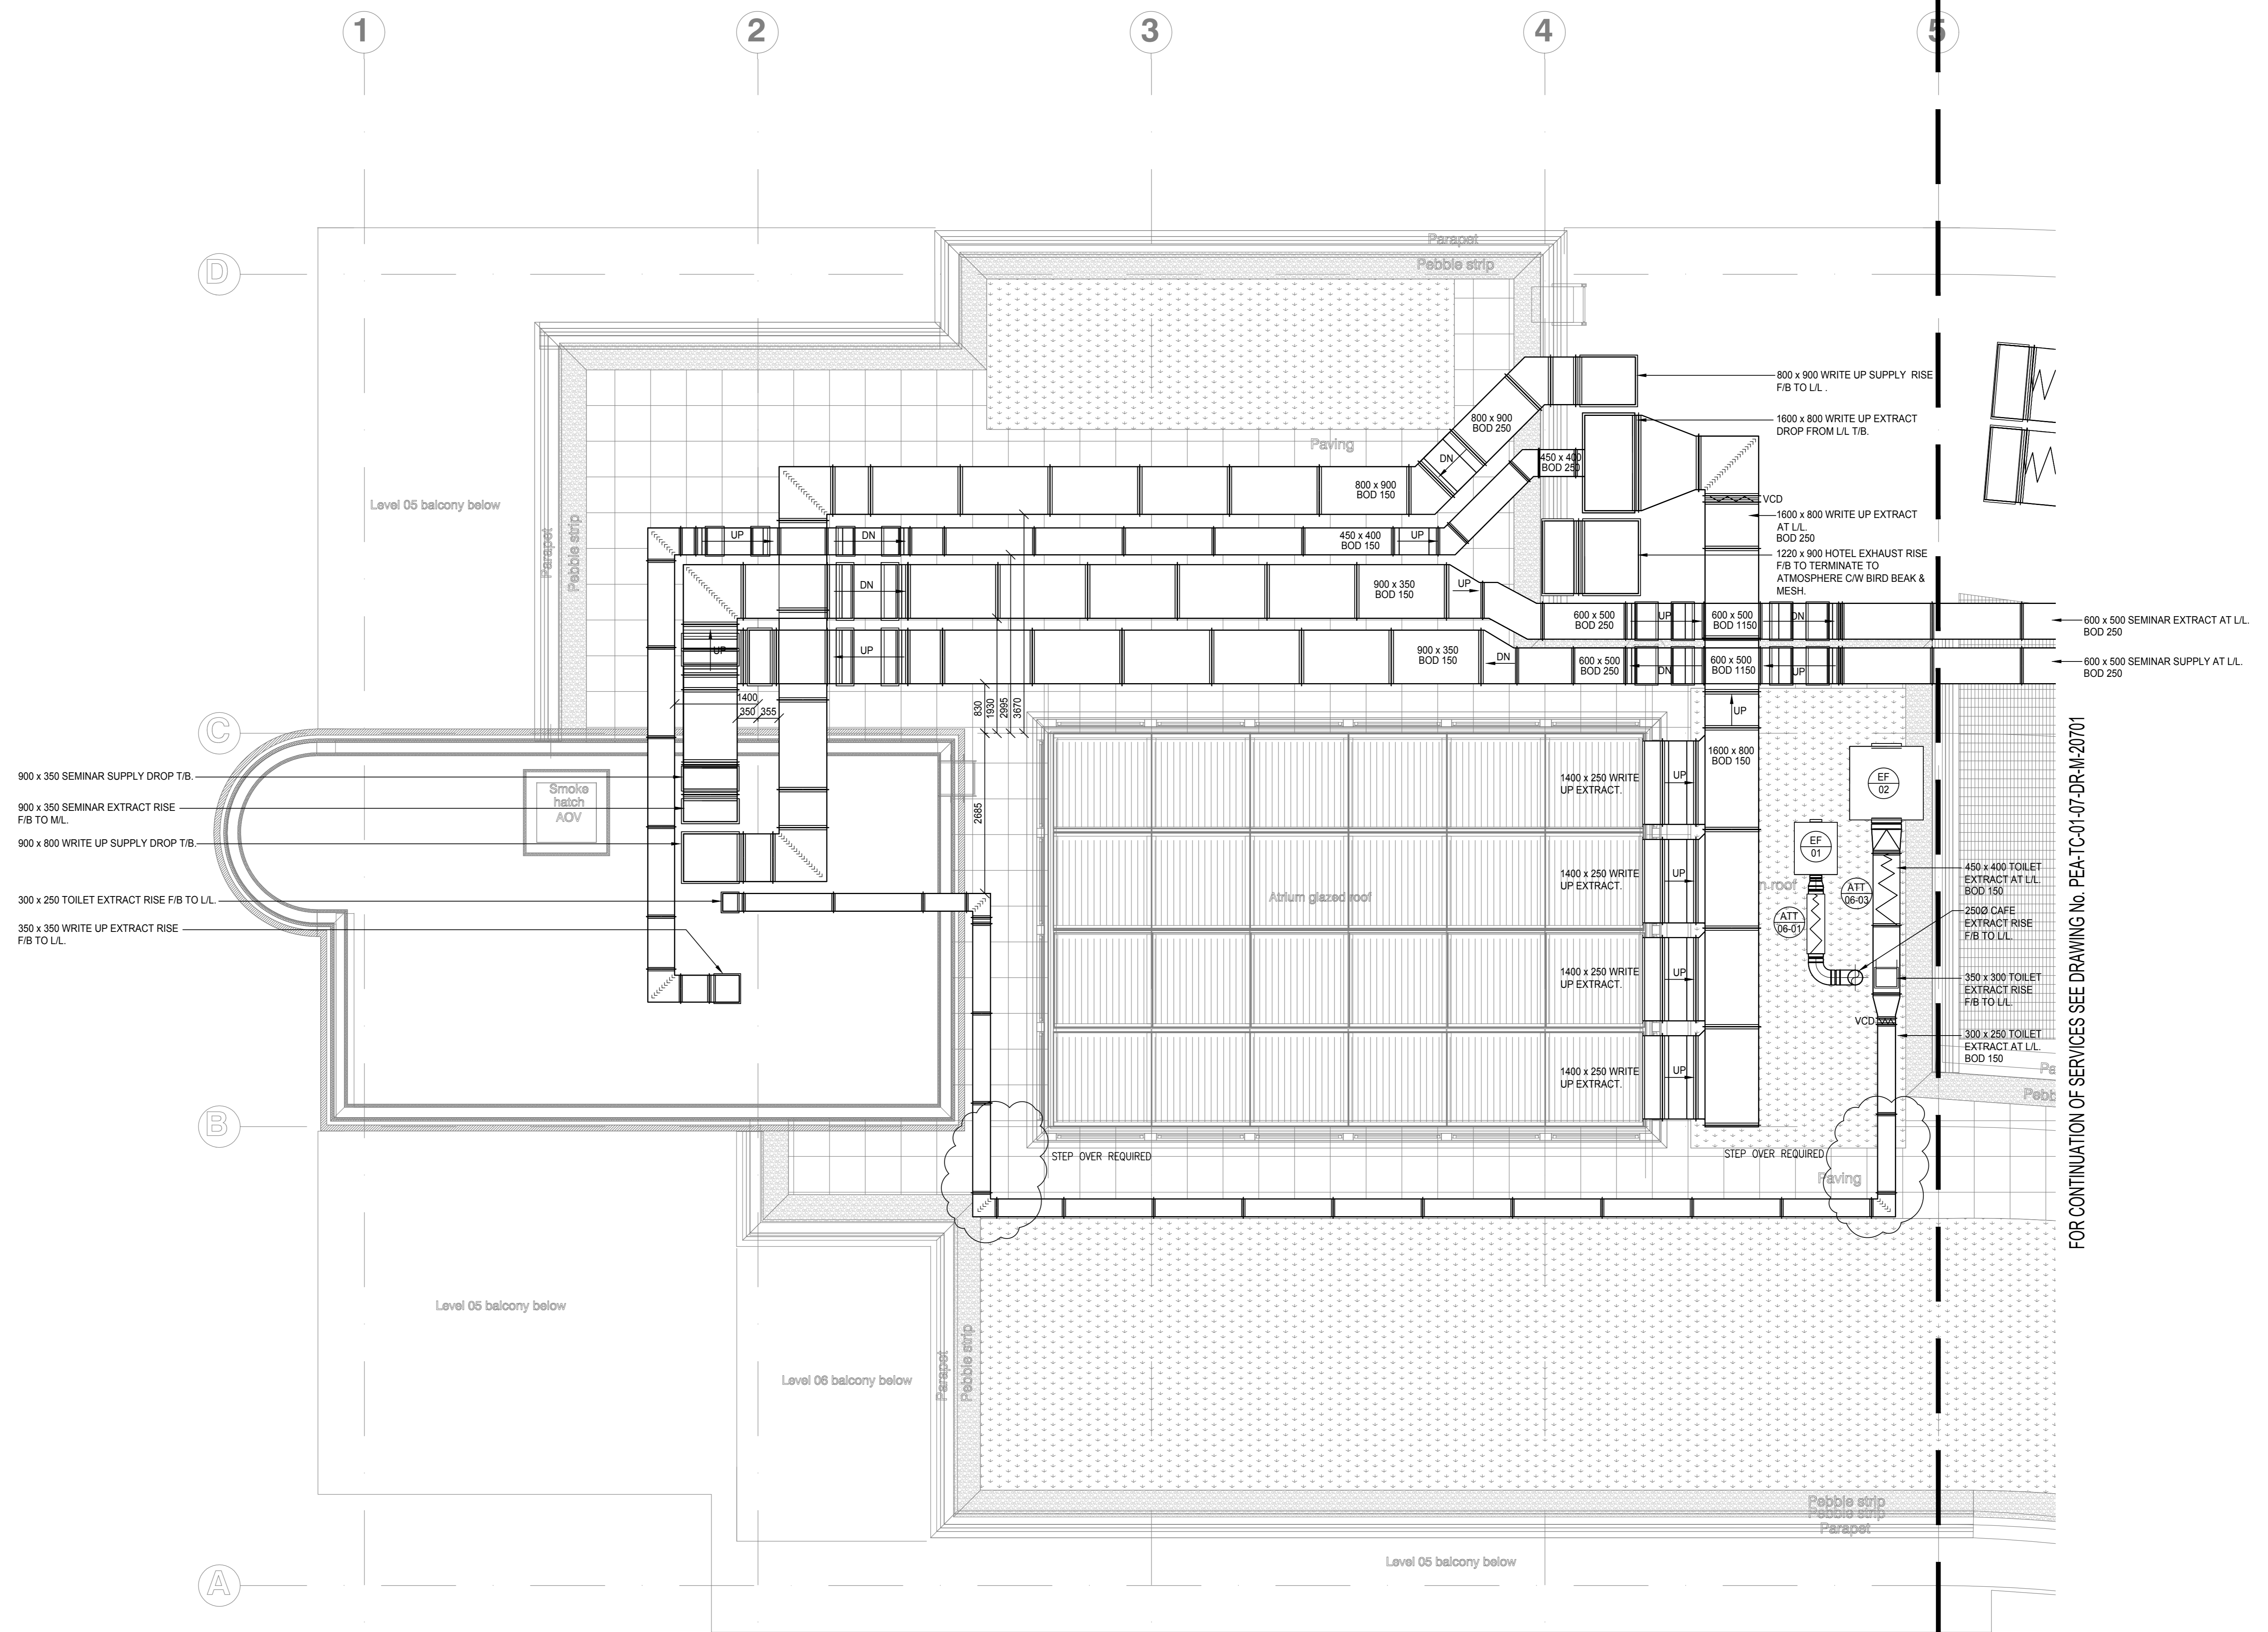 1
2
3
4
5
D
Parapet
Pebble strip
800 x 900 WRITE UP SUPPLY RISE
F/B TO L/L .
1600 x 800 WRITE UP EXTRACT
DROP FROM L/L T/B.
800 x 900
BOD 250
DN
Paving
450 x 400
BOD 250
800 x 900
BOD 150
VCD
1600 x 800 WRITE UP EXTRACT
AT L/L.
BOD 250
Level 05 balcony below
Parapet
Pebble strip
UP
DN
450 x 400
BOD 150
UP
1220 x 900 HOTEL EXHAUST RISE
F/B TO TERMINATE TO
ATMOSPHERE C/W BIRD BEAK &
MESH.
DN
900 x 350
BOD 150
UP
600 x 500
BOD 250
UP
600 x 500
BOD 1150
DN
600 x 500 SEMINAR EXTRACT AT L/L.
BOD 250
UP
UP
900 x 350
BOD 150
DN
600 x 500
BOD 250
DN
600 x 500
BOD 1150
UP
600 x 500 SEMINAR SUPPLY AT L/L.
BOD 250
1400
350
355
830
1930
2995
3670
UP
C
1600 x 800
BOD 150
900 x 350 SEMINAR SUPPLY DROP T/B.
900 x 350 SEMINAR EXTRACT RISE
F/B TO M/L.
900 x 800 WRITE UP SUPPLY DROP T/B.
300 x 250 TOILET EXTRACT RISE F/B TO L/L.
350 x 350 WRITE UP EXTRACT RISE
F/B TO L/L.
Smoke
hatch
AOV
2685
Atrium glazed roof
1400 x 250 WRITE
UP EXTRACT.
UP
1400 x 250 WRITE
UP EXTRACT.
UP
1400 x 250 WRITE
UP EXTRACT.
UP
1400 x 250 WRITE
UP EXTRACT.
UP
EF
02
EF
01
n roof
ATT
06-03
ATT
06-01
450 x 400 TOILET
EXTRACT AT L/L.
BOD 150
250Ø CAFE
EXTRACT RISE
F/B TO L/L.
350 x 300 TOILET
EXTRACT RISE
F/B TO L/L.
VCD
300 x 250 TOILET
EXTRACT AT L/L.
BOD 150
Pa
Pebb
FOR CONTINUATION OF SERVICES SEE DRAWING No. PEA-TC-01-07-DR-M-20701
B
STEP OVER REQUIRED
STEP OVER REQUIRED
Paving
Level 05 balcony below
Level 06 balcony below
Parapet
Pebble strip
Pebble strip
Pebble strip
Parapet
Level 05 balcony below
A